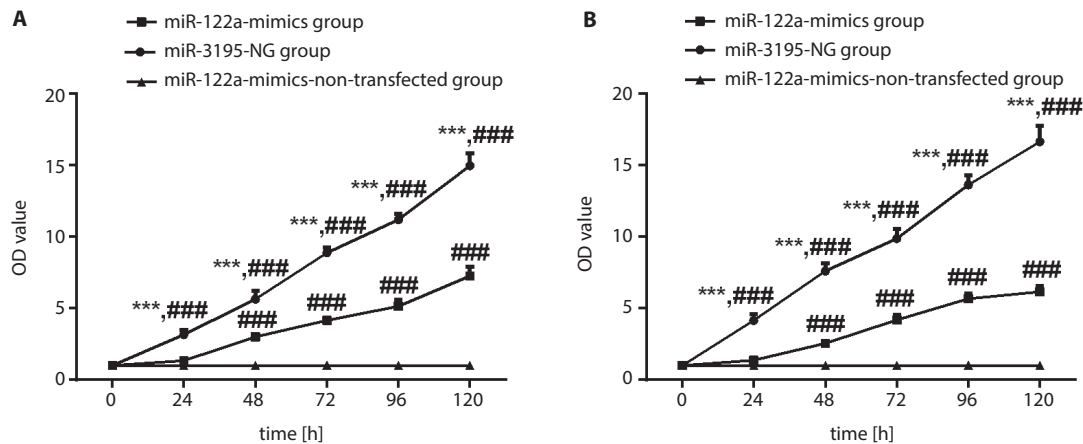 A
miR-122a-mimics group
miR-3195-NG group
miR-122a-mimics-non-transfected group
20
15
10
5
0
OD value
***,###
***,###
***,###
***,###
***,###
###
###
###
###
0 24 48 72 96 120
time [h]
B
miR-122a-mimics group
miR-3195-NG group
miR-122a-mimics-non-transfected group
20
15
10
5
0
OD value
***,###
***,###
***,###
***,###
***,###
###
###
###
###
0 24 48 72 96 120
time [h]